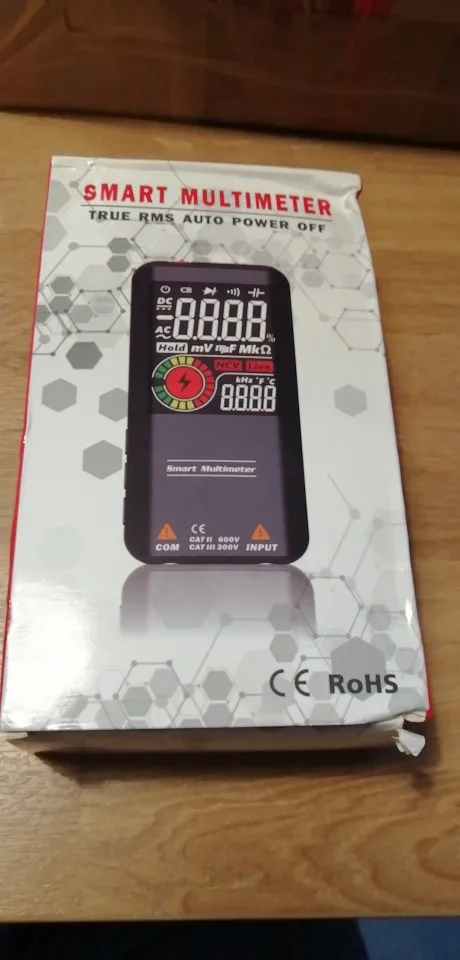 SMART MULTIMETER
TRUE RMS AUTO POWER OFF
DC
8.8.8.8
AC
%
Hold mV MkΩ
NCV Live
kHz °F °C
8.8.8.8
Smart Multimeter
CE
CAT II 600V
COM CAT III 300V INPUT
CE RoHS